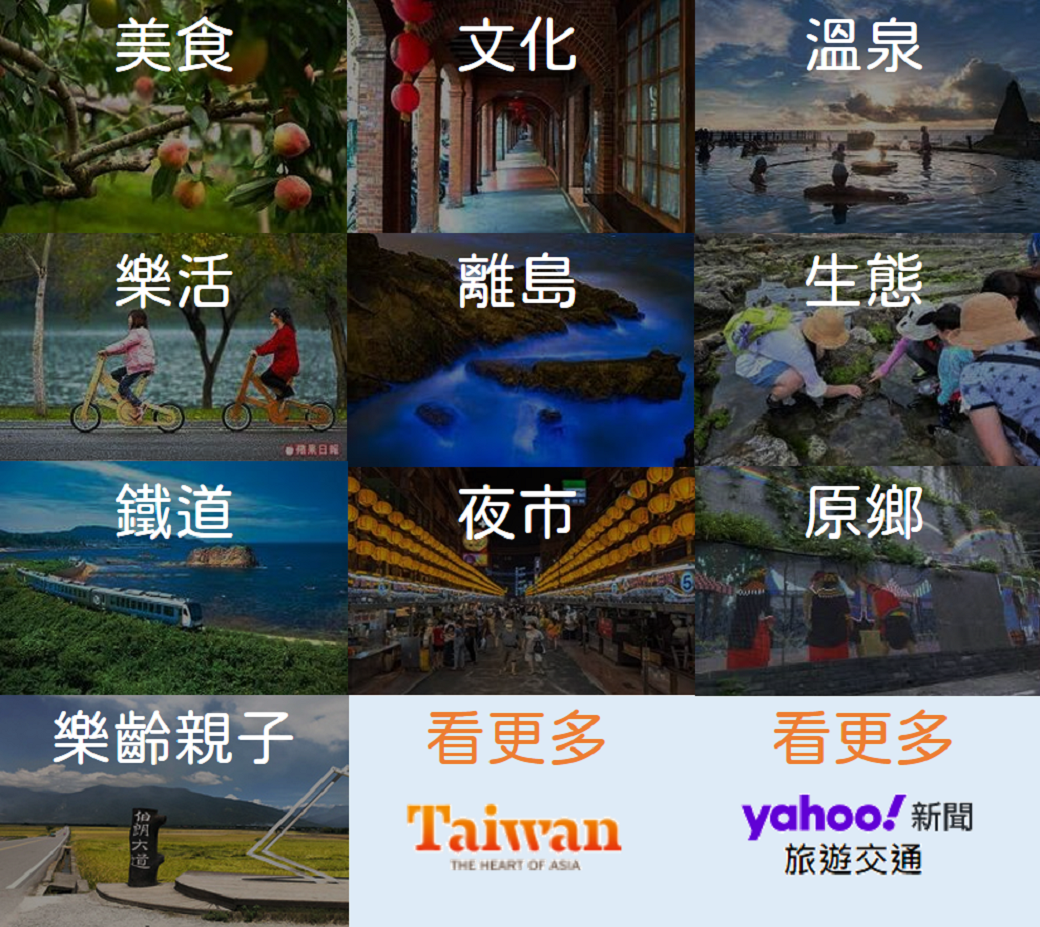 美食
文化
溫泉
樂活
離島
生態
蘋果日報
鐵道
夜市
5
原鄉
樂齡親子
伯朗大道
看更多
Taiwan
THE HEART OF ASIA
看更多
yahoo!新聞
旅遊交通